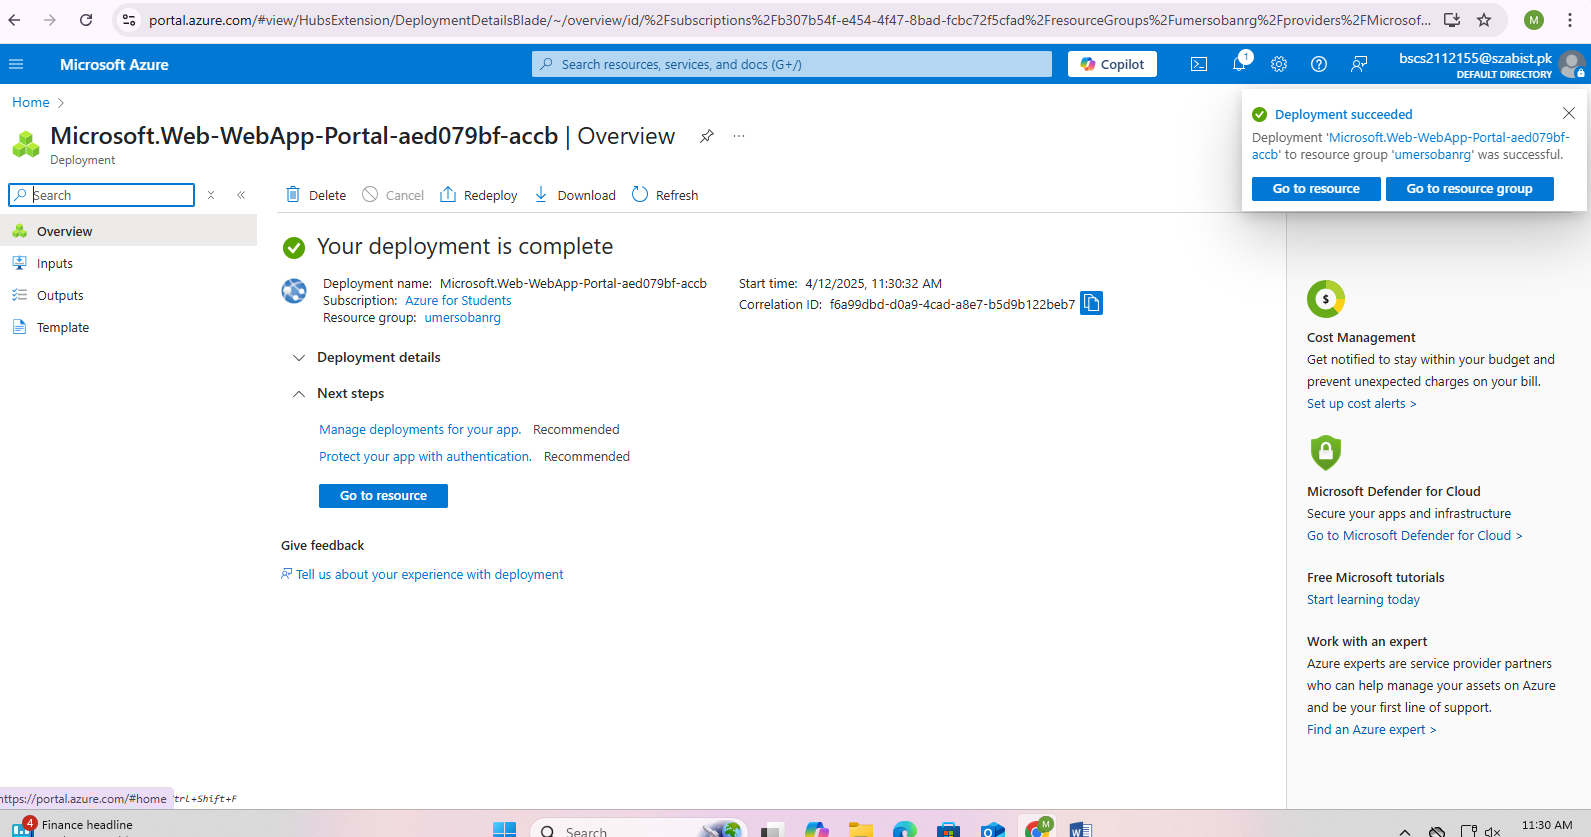 portal.azure.com/#view/HubsExtension/DeploymentDetailsBlade/~/overview/id/%2Fsubscriptions%2Fb307b54f-e454-4f47-8bad-fcbc72f5cfad%2FresourceGroups%2Fumersobanrg%2Fproviders%2FMicrosof...
M
Microsoft Azure
Search resources, services, and docs (G+/)
Copilot
1
bscs2112155@szabist.pk
DEFAULT DIRECTORY
Home >
Microsoft.Web-WebApp-Portal-aed079bf-accb | Overview
...
Deployment
Deployment succeeded
Deployment 'Microsoft.Web-WebApp-Portal-aed079bf-
accb' to resource group 'umersobanrg' was successful.
Go to resource
Go to resource group
Search
Delete
Cancel
Redeploy
Download
Refresh
Overview
Inputs
Outputs
Template
Your deployment is complete
Deployment name: Microsoft.Web-WebApp-Portal-aed079bf-accb
Subscription: Azure for Students
Resource group: umersobanrg
Start time: 4/12/2025, 11:30:32 AM
Correlation ID: f6a99dbd-d0a9-4cad-a8e7-b5d9b122beb7
Deployment details
Next steps
Manage deployments for your app. Recommended
Protect your app with authentication. Recommended
Go to resource
Give feedback
Tell us about your experience with deployment
$
Cost Management
Get notified to stay within your budget and
prevent unexpected charges on your bill.
Set up cost alerts >
Microsoft Defender for Cloud
Secure your apps and infrastructure
Go to Microsoft Defender for Cloud >
Free Microsoft tutorials
Start learning today
Work with an expert
Azure experts are service provider partners
who can help manage your assets on Azure
and be your first line of support.
Find an Azure expert >
https://portal.azure.com/#home
Ctrl+Shift+F
4
Finance headline
Search
M
11:30 AM